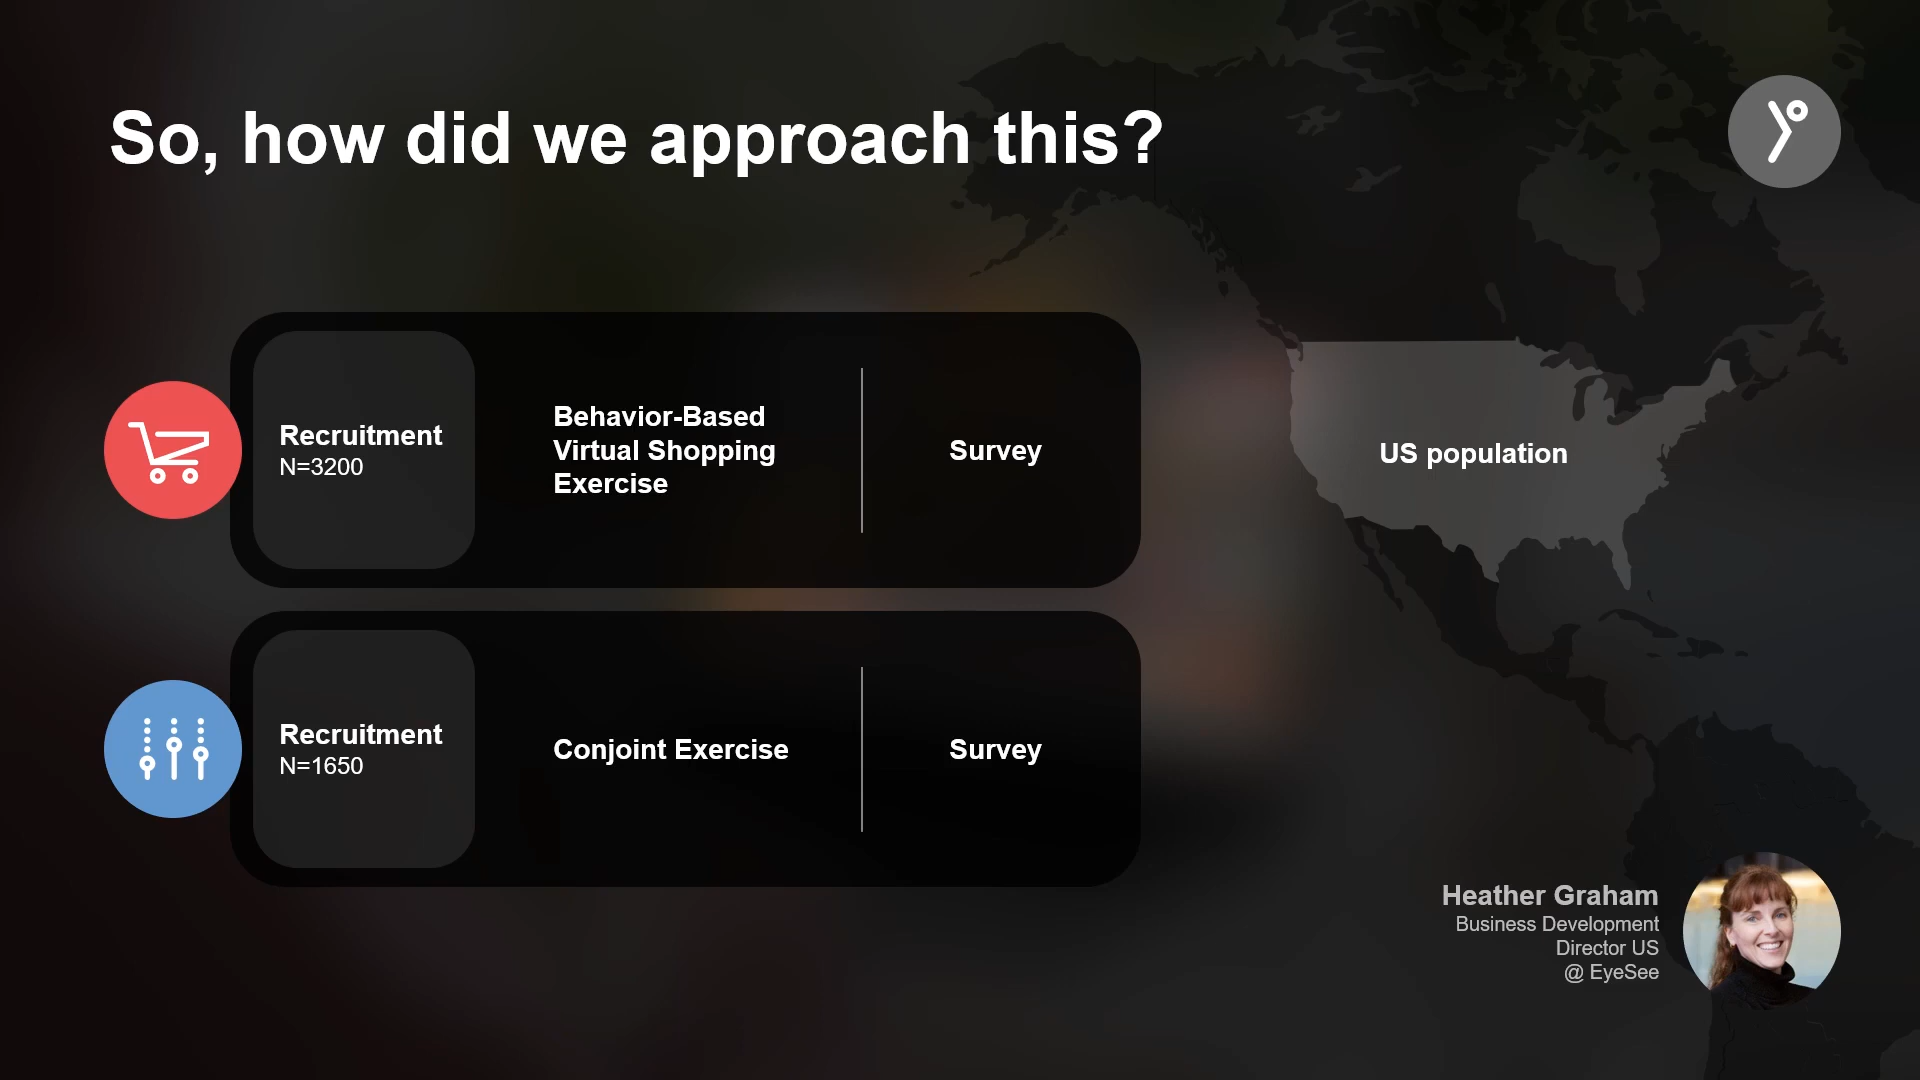 So, how did we approach this?
Recruitment
N=3200
Behavior-Based
Virtual Shopping
Exercise
Survey
US population
Recruitment
N=1650
Conjoint Exercise
Survey
Heather Graham
Business Development
Director US
@ EyeSee